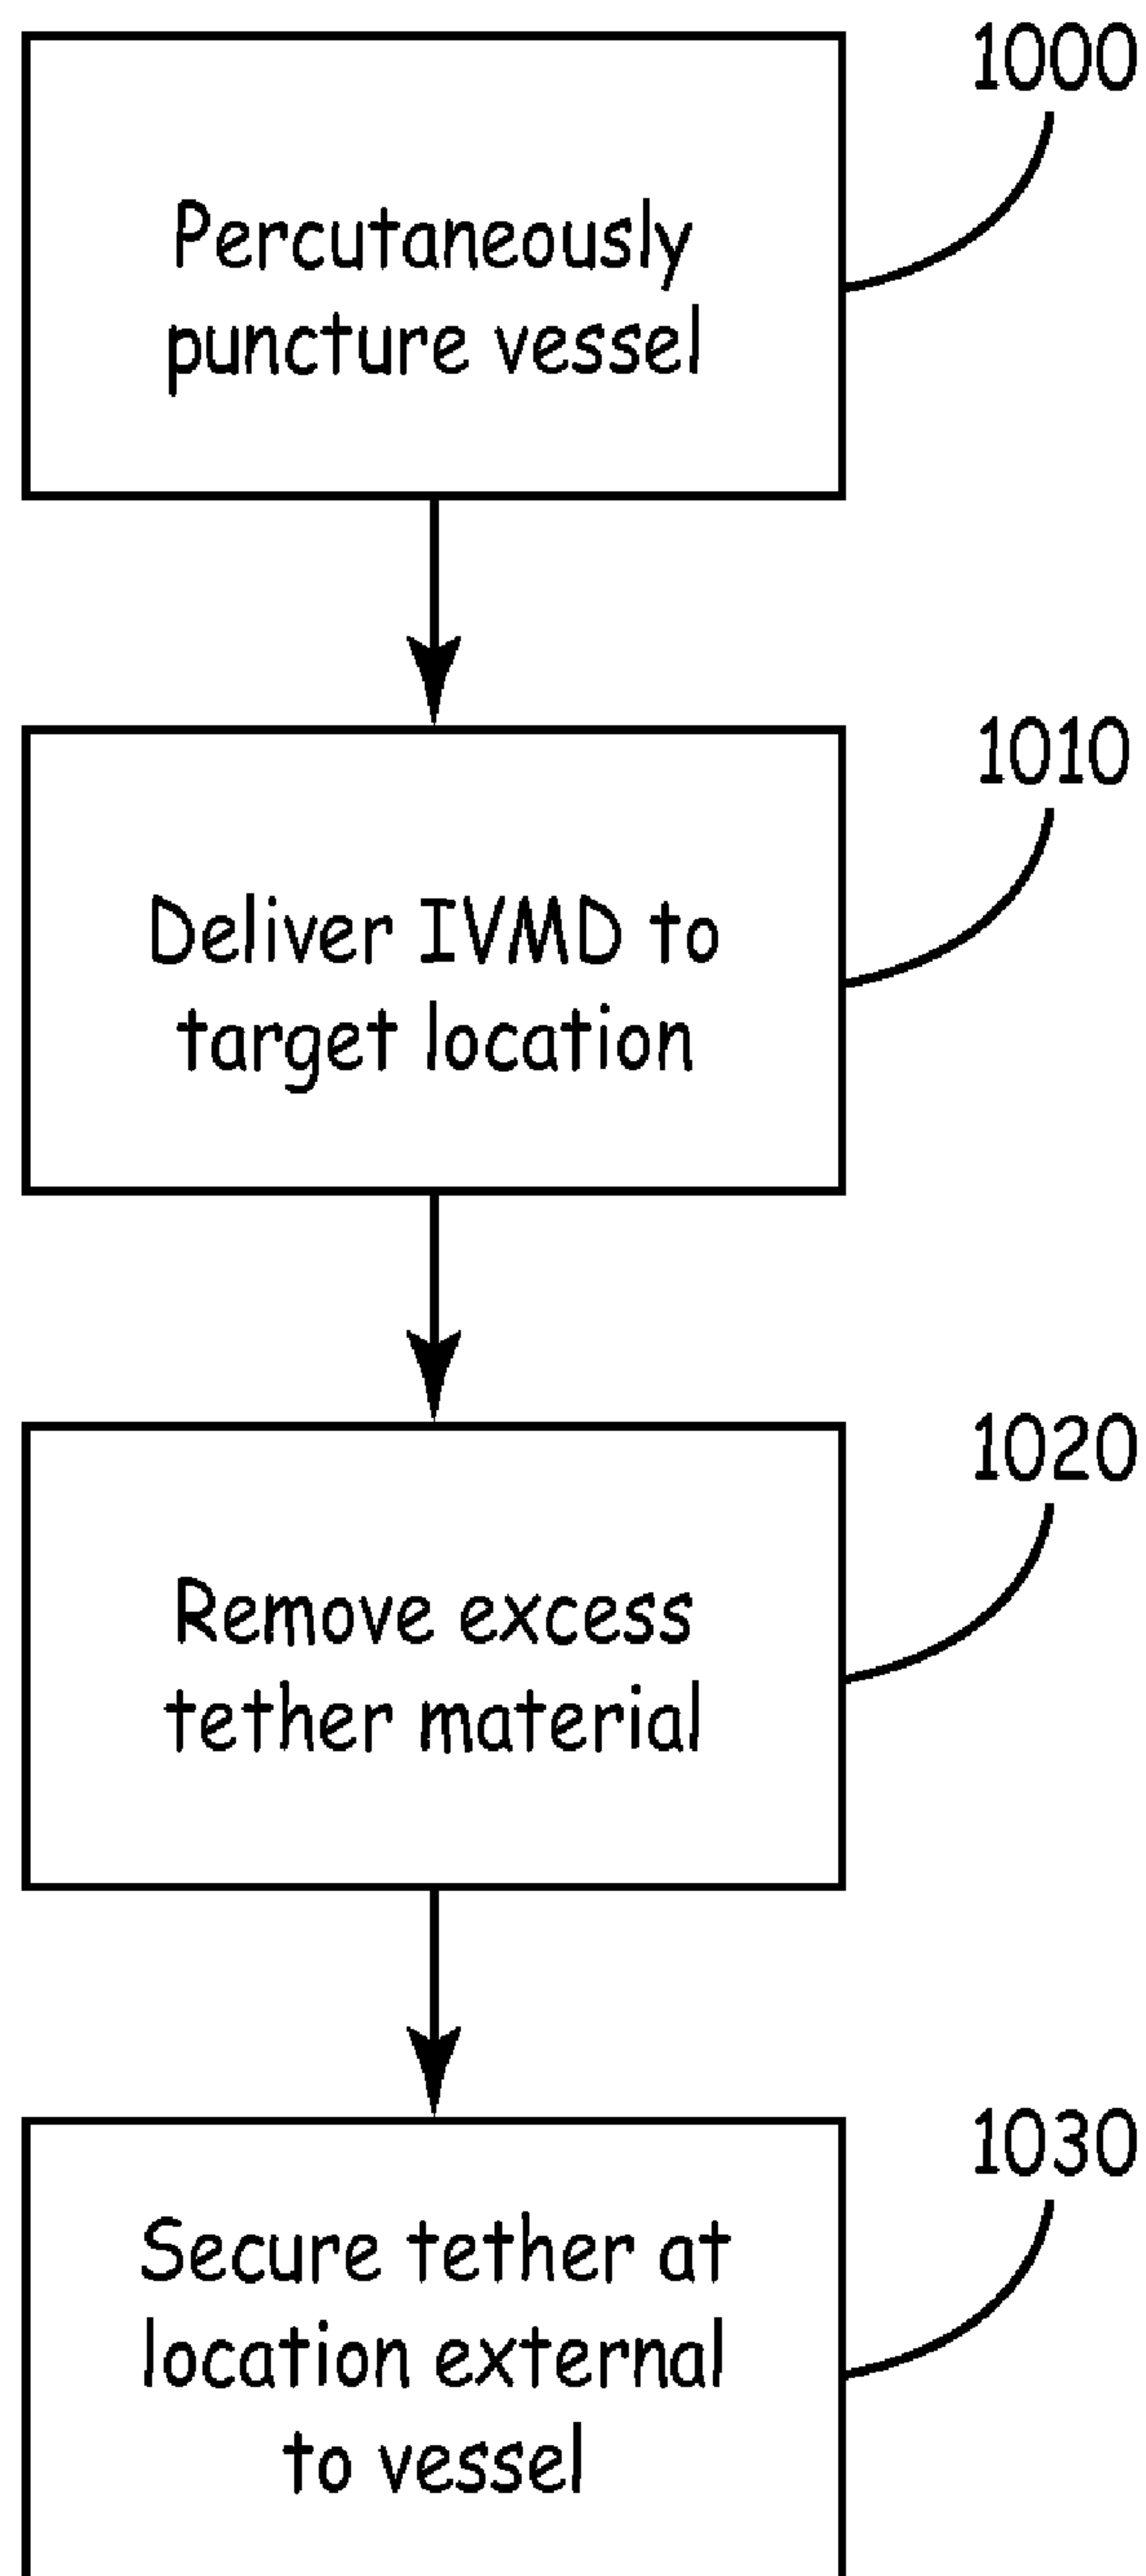 1000
Percutaneously
puncture vessel
1010
Deliver IVMD to
target location
1020
Remove excess
tether material
1030
Secure tether at
location external
to vessel